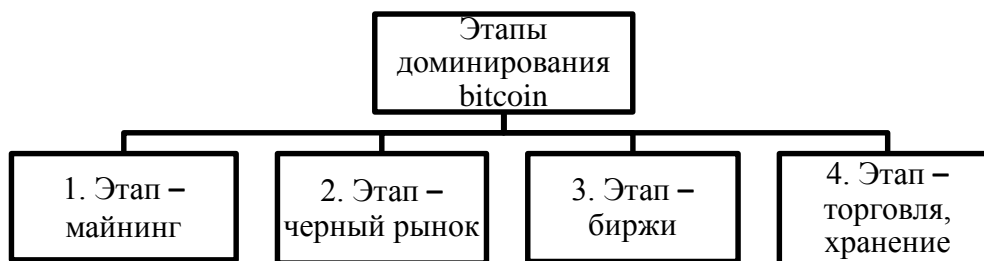 Этапы
доминирования
bitcoin
1. Этап –
майнинг
2. Этап –
черный рынок
3. Этап –
биржи
4. Этап –
торговля,
хранение